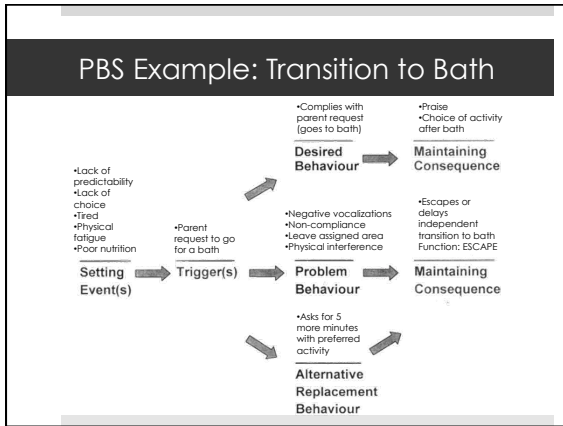 PBS Example: Transition to Bath
•Complies with
parent request
(goes to bath)
Desired
Behaviour
•Praise
•Choice of activity
after bath
Maintaining
Consequence
•Lack of
predictability
•Lack of
choice
•Tired
•Physical
fatigue
•Poor nutrition
Setting
Event(s)
•Parent
request to go
for a bath
Trigger(s)
•Negative vocalizations
•Non-compliance
•Leave assigned area
•Physical interference
Problem
Behaviour
•Escapes or
delays
independent
transition to bath
Function: ESCAPE
Maintaining
Consequence
•Asks for 5
more minutes
with preferred
activity
Alternative
Replacement
Behaviour